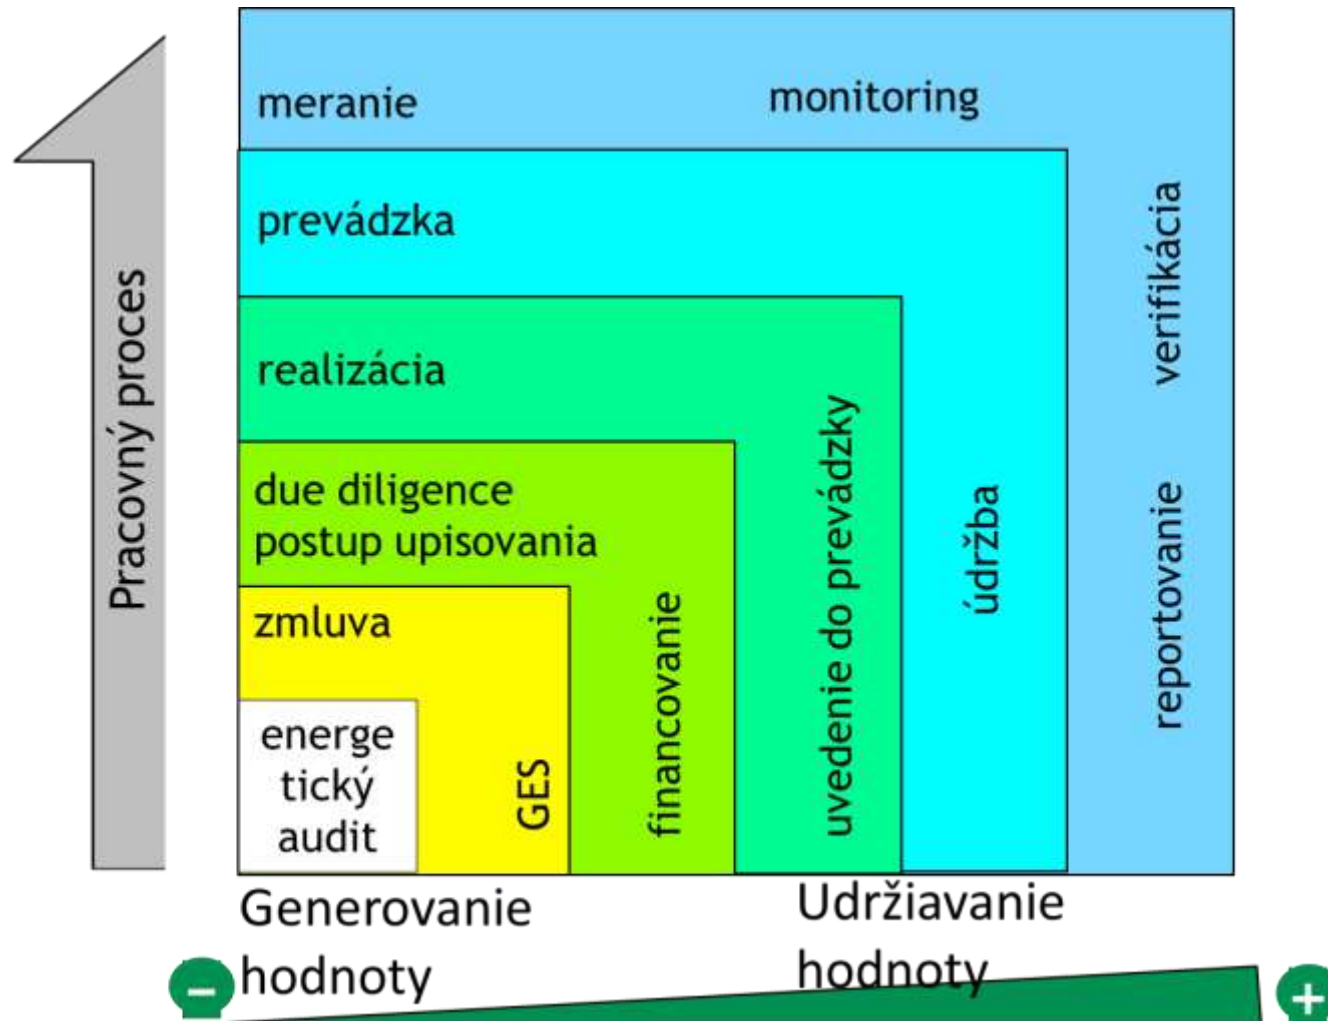 meranie
monitoring
prevádzka
verifikácia
realizácia
Pracovný proces
uvedenie do prevádzky
due diligence
postup upisovania
údržba
reportovanie
zmluva
financovanie
energe
tický
audit
GES
Generovanie
hodnoty
Udržiavanie
hodnoty
–
+